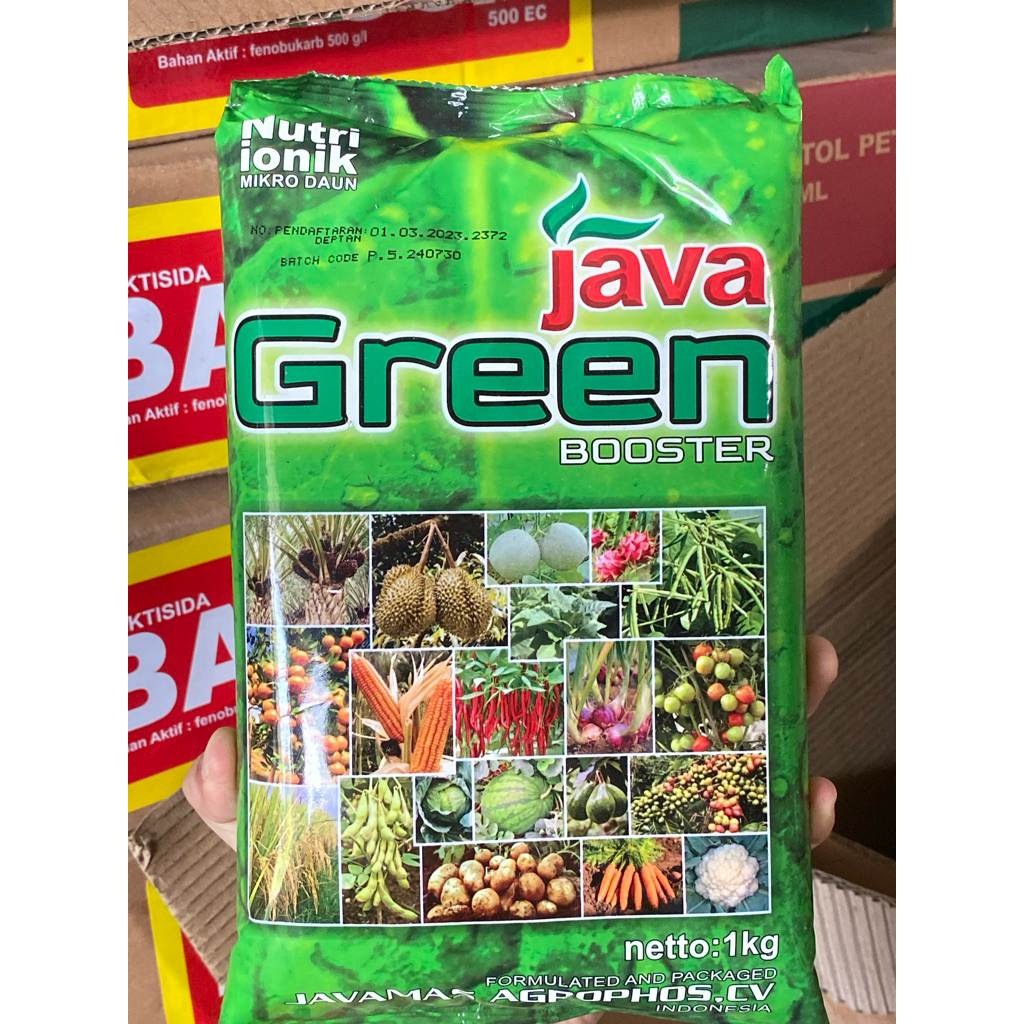 500 EC
Bahan Aktif : fenobukarb 500 g/l
Nutri
ionik
MIKRO DAUN
NO. PENDAFTARAN: 01.03.2023.2372
DEPTAN
BATCH CODE P.5.240730
java
Green
BOOSTER
TOL PET
ML
KTISIDA
BA
an Aktif : fenob
KTISIDA
BA
an Aktif : fenobu
netto:1kg
FORMULATED AND PACKAGED
JAVAMAS AGROPHOS.CV
INDONESIA